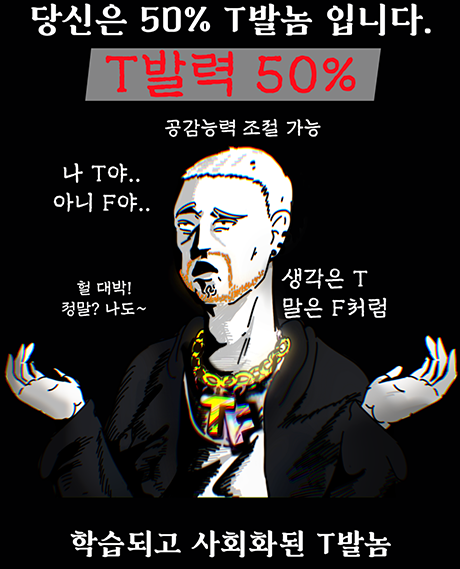 당신은 50% T발놈 입니다.
T발력 50%
공감능력 조절 가능
나 T야..
아니 F야..
헐 대박!
정말? 나도~
생각은 T
말은 F처럼
TF
학습되고 사회화된 T발놈